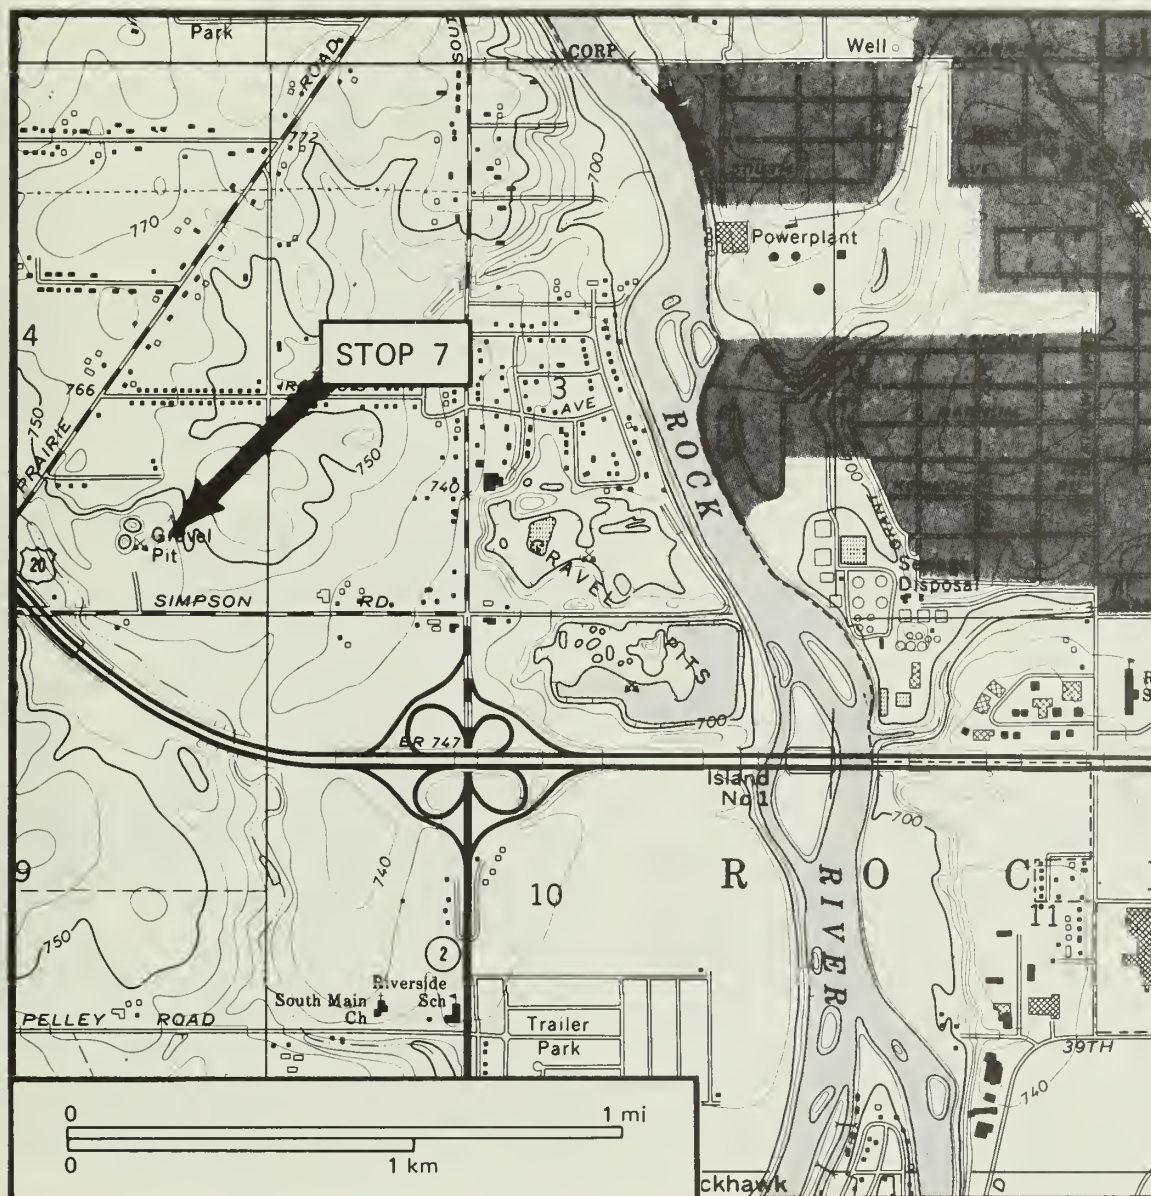 Park
ROAD
SOU
CORP
Well
772
700
770
Powerplant
4
STOP 7
2
3
766
AVE
750
750
PRAIRIE
ROCK
740
Gravel
Pit
GRAVEL
20
Disposal
SIMPSON RD.
PITS
700
BR 747
Island
No 1
700
9
740
R O C
RIVER
10
11
750
2
Riverside
Sch
South Main
Ch
PELLEY ROAD
Trailer
Park
39TH
740
0 1 mi
0 1 km
ckhawk